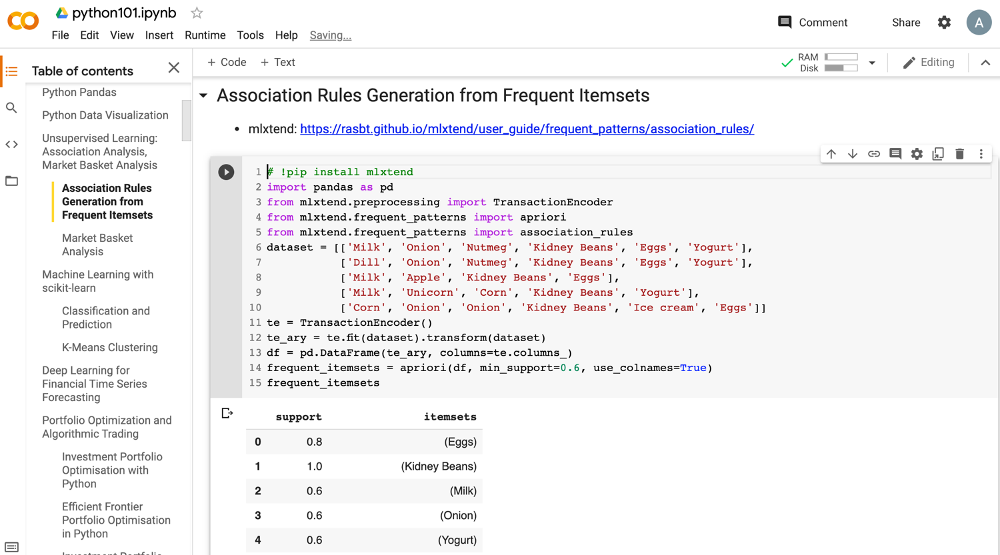 python101.ipynb
File Edit View Insert Runtime Tools Help Saving...
Comment
Share
A
Table of contents
Python Pandas
Python Data Visualization
Unsupervised Learning:
Association Analysis,
Market Basket Analysis
Association Rules
Generation from
Frequent Itemsets
Market Basket
Analysis
Machine Learning with
scikit-learn
Classification and
Prediction
K-Means Clustering
Deep Learning for
Financial Time Series
Forecasting
Portfolio Optimization and
Algorithmic Trading
Investment Portfolio
Optimisation with
Python
Efficient Frontier
Portfolio Optimisation
in Python
+ Code + Text
RAM
Disk
Editing
Association Rules Generation from Frequent Itemsets
• mlxtend: https://rasbt.github.io/mlxtend/user_guide/frequent_patterns/association_rules/
1 # !pip install mlxtend
2 import pandas as pd
3 from mlxtend.preprocessing import TransactionEncoder
4 from mlxtend.frequent_patterns import apriori
5 from mlxtend.frequent_patterns import association_rules
6 dataset = [['Milk', 'Onion', 'Nutmeg', 'Kidney Beans', 'Eggs', 'Yogurt'],
7 ['Dill', 'Onion', 'Nutmeg', 'Kidney Beans', 'Eggs', 'Yogurt'],
8 ['Milk', 'Apple', 'Kidney Beans', 'Eggs'],
9 ['Milk', 'Unicorn', 'Corn', 'Kidney Beans', 'Yogurt'],
10 ['Corn', 'Onion', 'Onion', 'Kidney Beans', 'Ice cream', 'Eggs']]
11 te = TransactionEncoder()
12 te_ary = te.fit(dataset).transform(dataset)
13 df = pd.DataFrame(te_ary, columns=te.columns_)
14 frequent_itemsets = apriori(df, min_support=0.6, use_colnames=True)
15 frequent_itemsets
support itemsets
0 0.8 (Eggs)
1 1.0 (Kidney Beans)
2 0.6 (Milk)
3 0.6 (Onion)
4 0.6 (Yogurt)